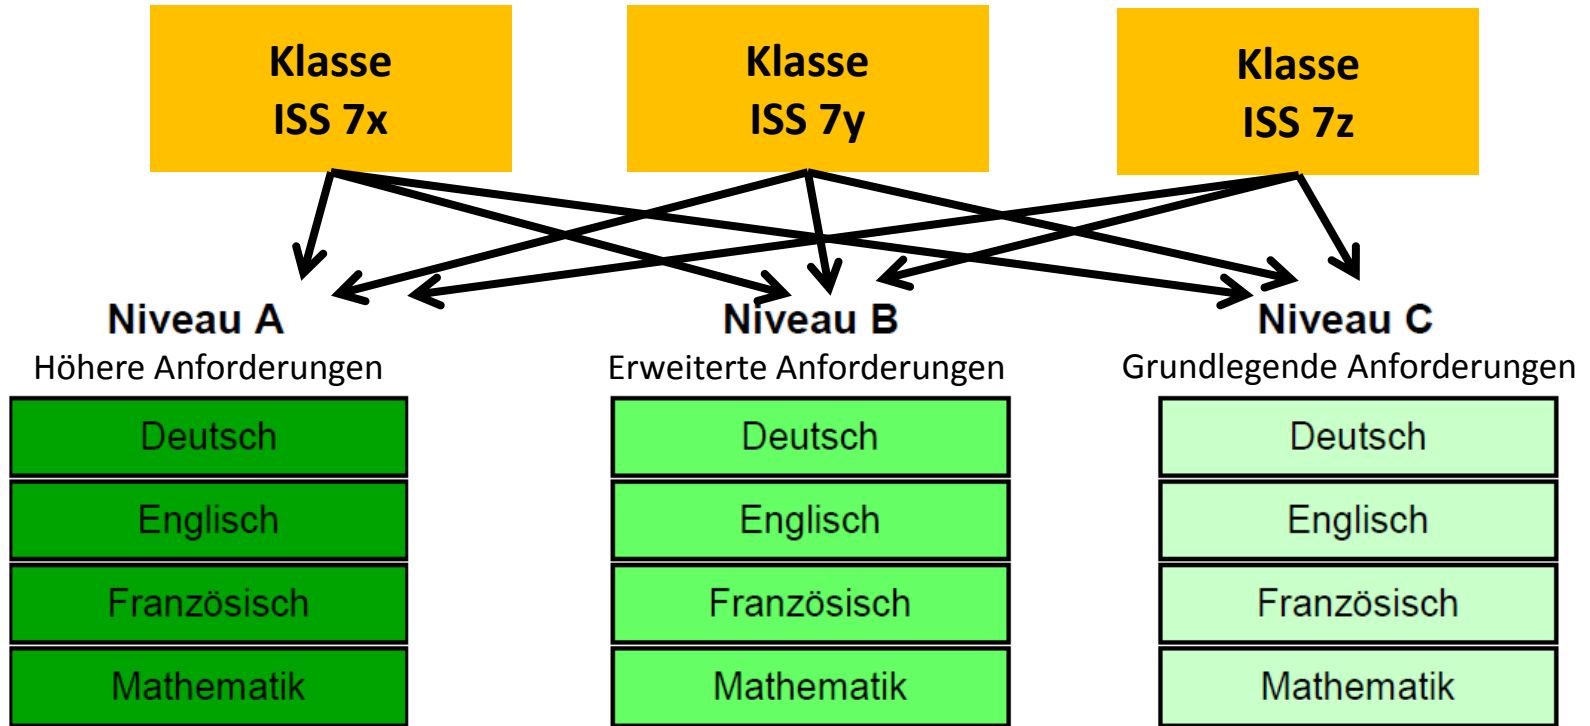 Klasse
ISS 7x
Klasse
ISS 7y
Klasse
ISS 7z
Niveau A
Höhere Anforderungen
Deutsch
Englisch
Französisch
Mathematik
Niveau B
Erweiterte Anforderungen
Deutsch
Englisch
Französisch
Mathematik
Niveau C
Grundlegende Anforderungen
Deutsch
Englisch
Französisch
Mathematik